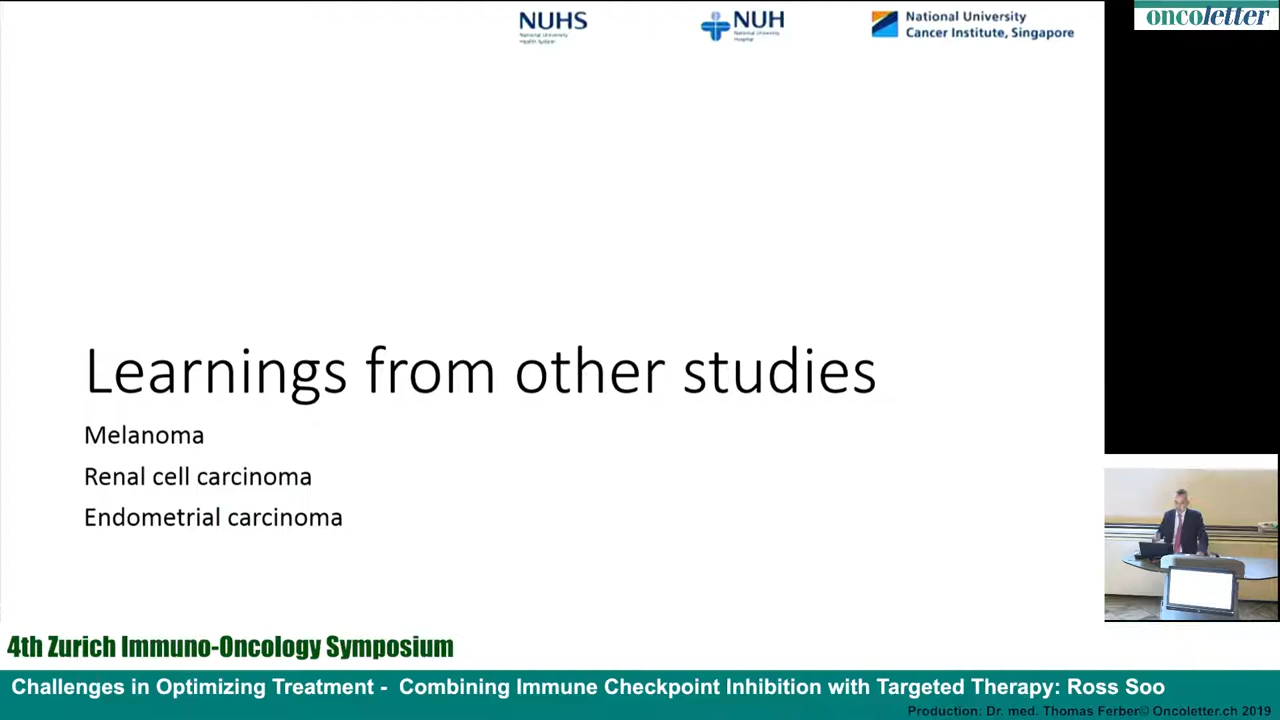 NUHS
National University
Health System
NUH
National University
Hospital
National University
Cancer Institute, Singapore
oncoletter
Learnings from other studies
Melanoma
Renal cell carcinoma
Endometrial carcinoma
4th Zurich Immuno-Oncology Symposium
Challenges in Optimizing Treatment - Combining Immune Checkpoint Inhibition with Targeted Therapy: Ross Soo
Production: Dr. med. Thomas Ferber© Oncoletter.ch 2019